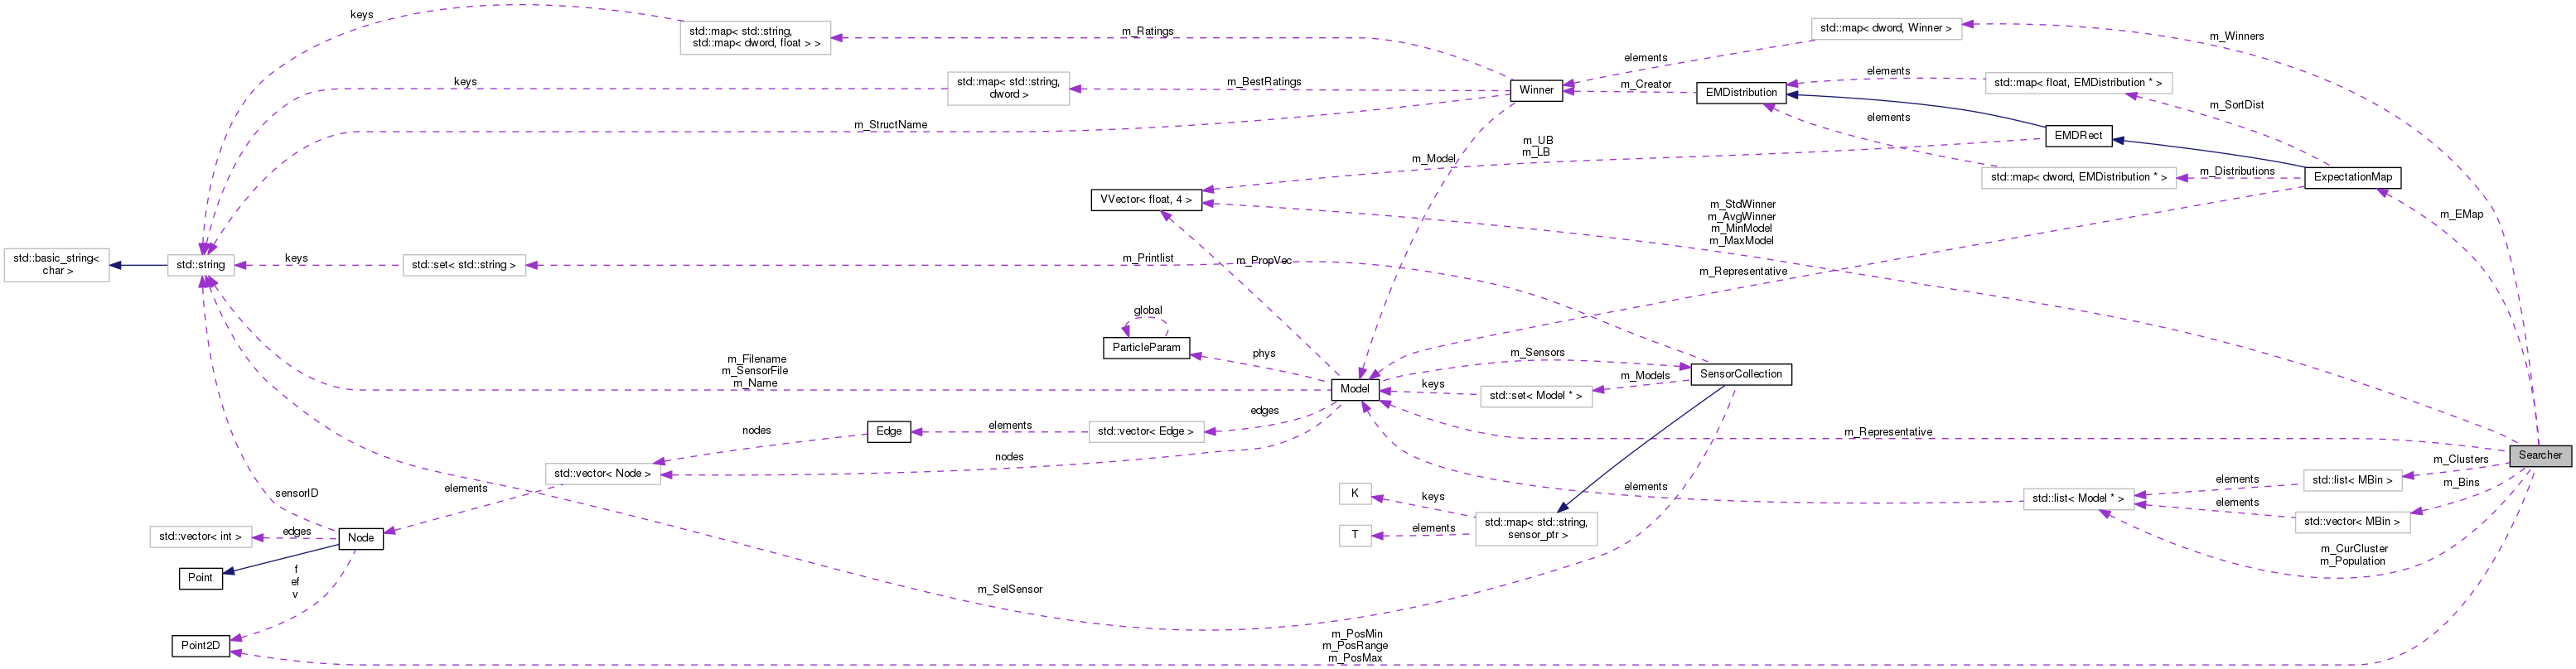 keys
std::map< std::string,
std::map< dword, float > >
m_Ratings
std::map< dword, Winner >
m_Winners
keys
std::map< std::string,
dword >
m_BestRatings
Winner
elements
m_Creator
EMDistribution
elements
std::map< float, EMDistribution * >
m_SortDist
m_StructName
elements
EMDRect
m_UB
m_LB
m_Model
std::map< dword, EMDistribution * >
m_Distributions
ExpectationMap
VVector< float, 4 >
m_StdWinner
m_AvgWinner
m_MinModel
m_MaxModel
m_EMap
std::basic_string<
char >
std::string
keys
std::set< std::string >
m_Printlist
m_PropVec
m_Representative
global
ParticleParam
phys
m_Filename
m_SensorFile
m_Name
Model
m_Sensors
SensorCollection
m_Models
keys
std::set< Model * >
edges
nodes
Edge
elements
std::vector< Edge >
m_Representative
Searcher
nodes
std::vector< Node >
m_Clusters
m_Bins
elements
std::list< MBin >
elements
sensorID
elements
K
keys
std::list< Model * >
elements
std::vector< MBin >
std::vector< int >
edges
Node
T
elements
std::map< std::string,
sensor_ptr >
m_CurCluster
m_Population
Point
f
ef
v
m_SelSensor
Point2D
m_PosMin
m_PosRange
m_PosMax